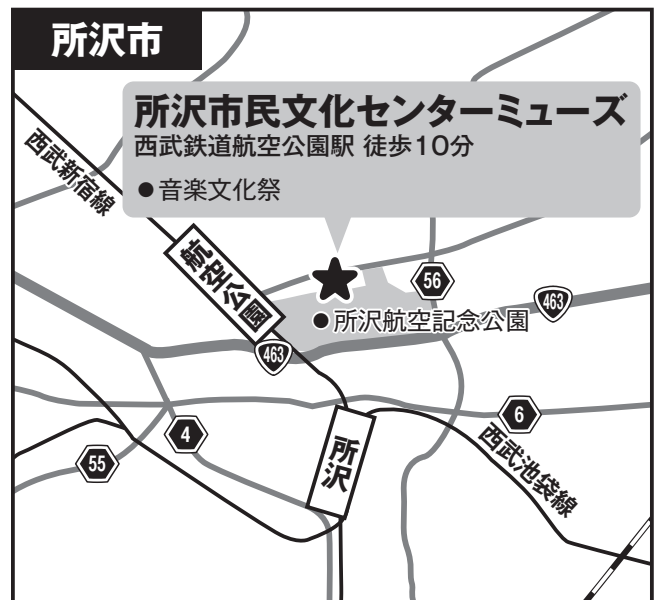 所沢市
所沢市民文化センターミューズ
西武鉄道航空公園駅 徒歩10分
●音楽文化祭
西武新宿線
航空公園
56
463
●所沢航空記念公園
463
4
6
所沢
西武池袋線
55